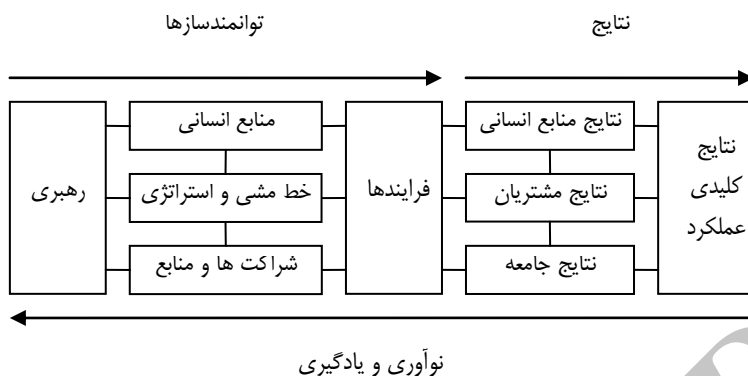 توانمندسازها
نتایج
رهبری
منابع انسانی
خط مشی و استراتژی
شراکت ها و منابع
فرایندها
نتایج منابع انسانی
نتایج مشتریان
نتایج جامعه
نتایج
کلیدی
عملکرد
نوآوری و یادگیری